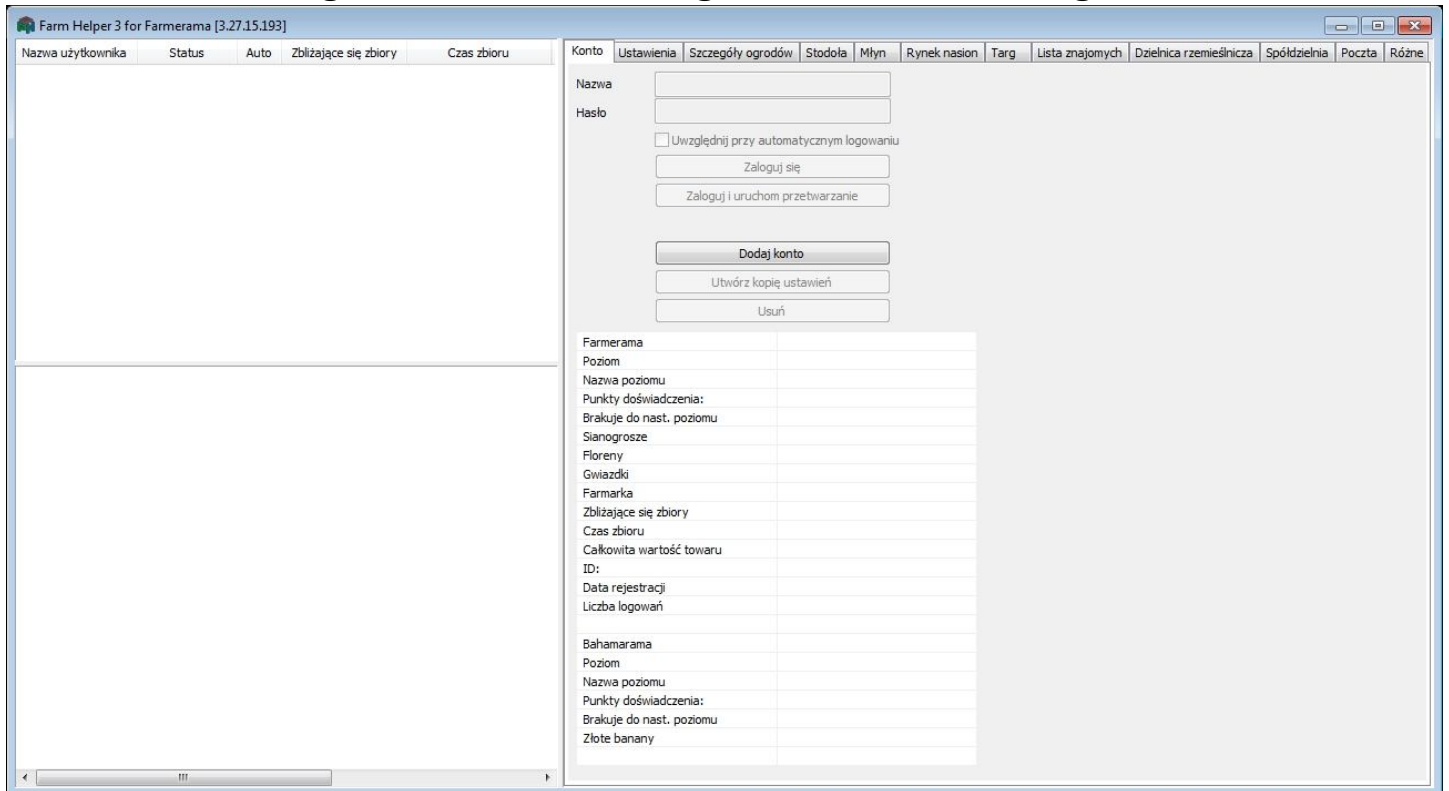 Farm Helper 3 for Farmerama [3.27.15.193]
Nazwa użytkownika Status Auto Zbliżające się zbiory Czas zbioru
Konto Ustawienia Szczegóły ogrodów Stodoła Młyn Rynek nasion Targ Lista znajomych Dzielnica rzemieślnicza Spółdzielnia Poczta Różne
Nazwa
Hasło
Uwzględnij przy automatycznym logowaniu
Zaloguj się
Zaloguj i uruchom przetwarzanie
Dodaj konto
Utwórz kopię ustawień
Usuń
Farmerama
Poziom
Nazwa poziomu
Punkty doświadczenia:
Brakuje do nast. poziomu
Sianogrosze
Floreny
Gwiazdki
Farmarka
Zbliżające się zbiory
Czas zbioru
Całkowita wartość towaru
ID:
Data rejestracji
Liczba logowań
Bahamarama
Poziom
Nazwa poziomu
Punkty doświadczenia:
Brakuje do nast. poziomu
Złote banany